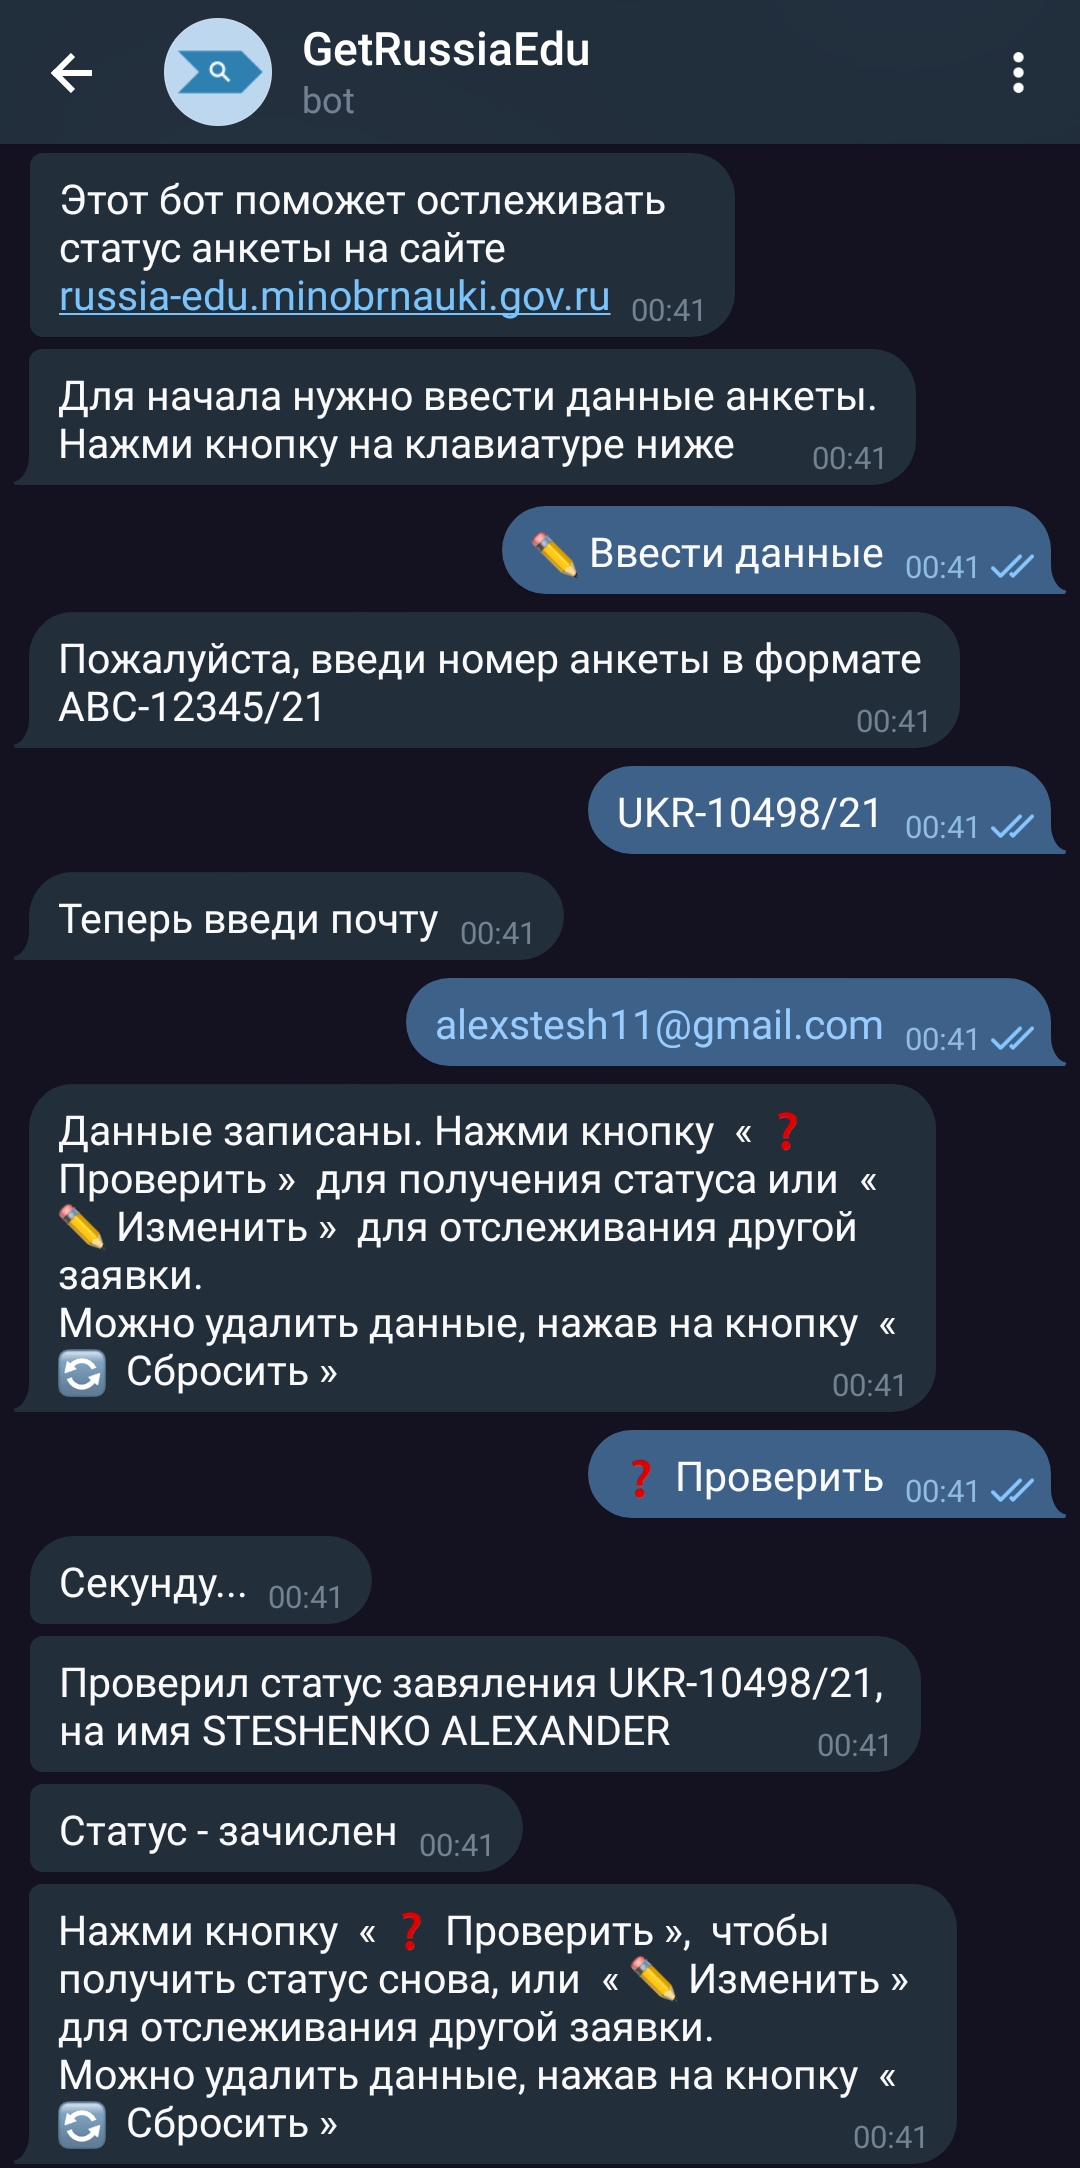 GetRussiaEdu
bot
Этот бот поможет остлеживать
статус анкеты на сайте
russia-edu.minobrnauki.gov.ru 00:41
Для начала нужно ввести данные анкеты.
Нажми кнопку на клавиатуре ниже 00:41
✏️ Ввести данные 00:41
Пожалуйста, введи номер анкеты в формате
ABC-12345/21 00:41
UKR-10498/21 00:41
Теперь введи почту 00:41
alexstesh11@gmail.com 00:41
Данные записаны. Нажми кнопку « ❓
Проверить » для получения статуса или «
✏️ Изменить » для отслеживания другой
заявки.
Можно удалить данные, нажав на кнопку «
🔄 Сбросить » 00:41
❓ Проверить 00:41
Секунду... 00:41
Проверил статус завяления UKR-10498/21,
на имя STESHENKO ALEXANDER 00:41
Статус - зачислен 00:41
Нажми кнопку « ❓ Проверить », чтобы
получить статус снова, или « ✏️ Изменить »
для отслеживания другой заявки.
Можно удалить данные, нажав на кнопку «
🔄 Сбросить » 00:41